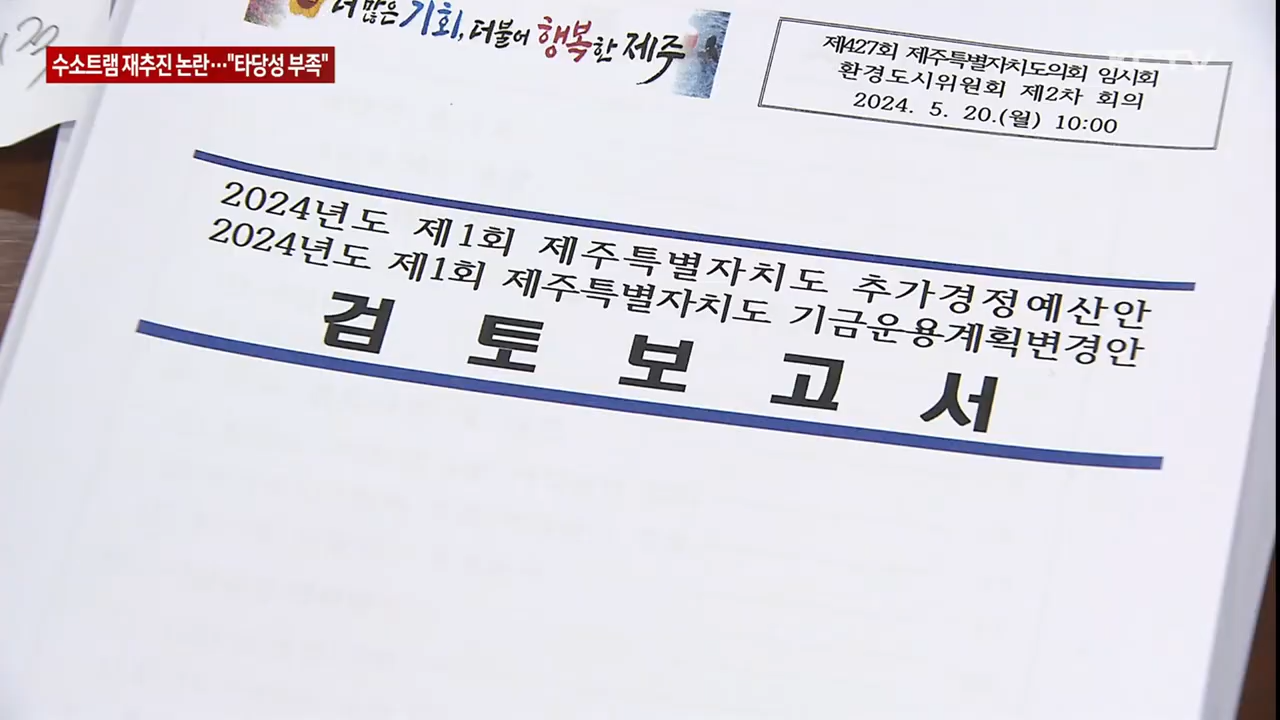 더 많은 기회, 더불어 행복한 제주
수소트램 재추진 논란…"타당성 부족"
제427회 제주특별자치도의회 임시회
환경도시위원회 제2차 회의
2024. 5. 20.(월) 10:00
2024년도 제1회 제주특별자치도 추가경정예산안
2024년도 제1회 제주특별자치도 기금운용계획변경안
검 토 보 고 서